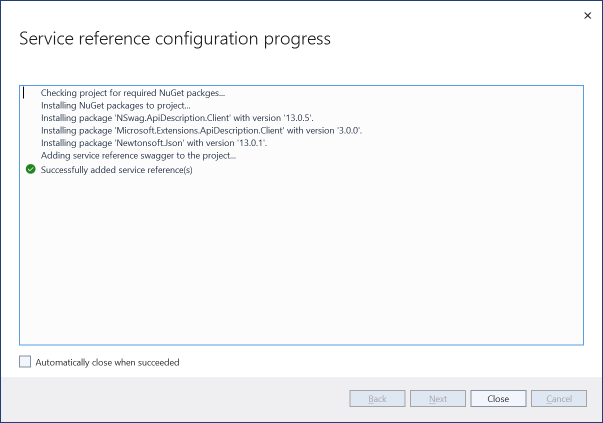 Service reference configuration progress
Checking project for required NuGet packges...
Installing NuGet packages to project...
Installing package 'NSwag.ApiDescription.Client' with version '13.0.5'.
Installing package 'Microsoft.Extensions.ApiDescription.Client' with version '3.0.0'.
Installing package 'Newtonsoft.Json' with version '13.0.1'.
Adding service reference swagger to the project...
Successfully added service reference(s)
Automatically close when succeeded
Back Next Close Cancel